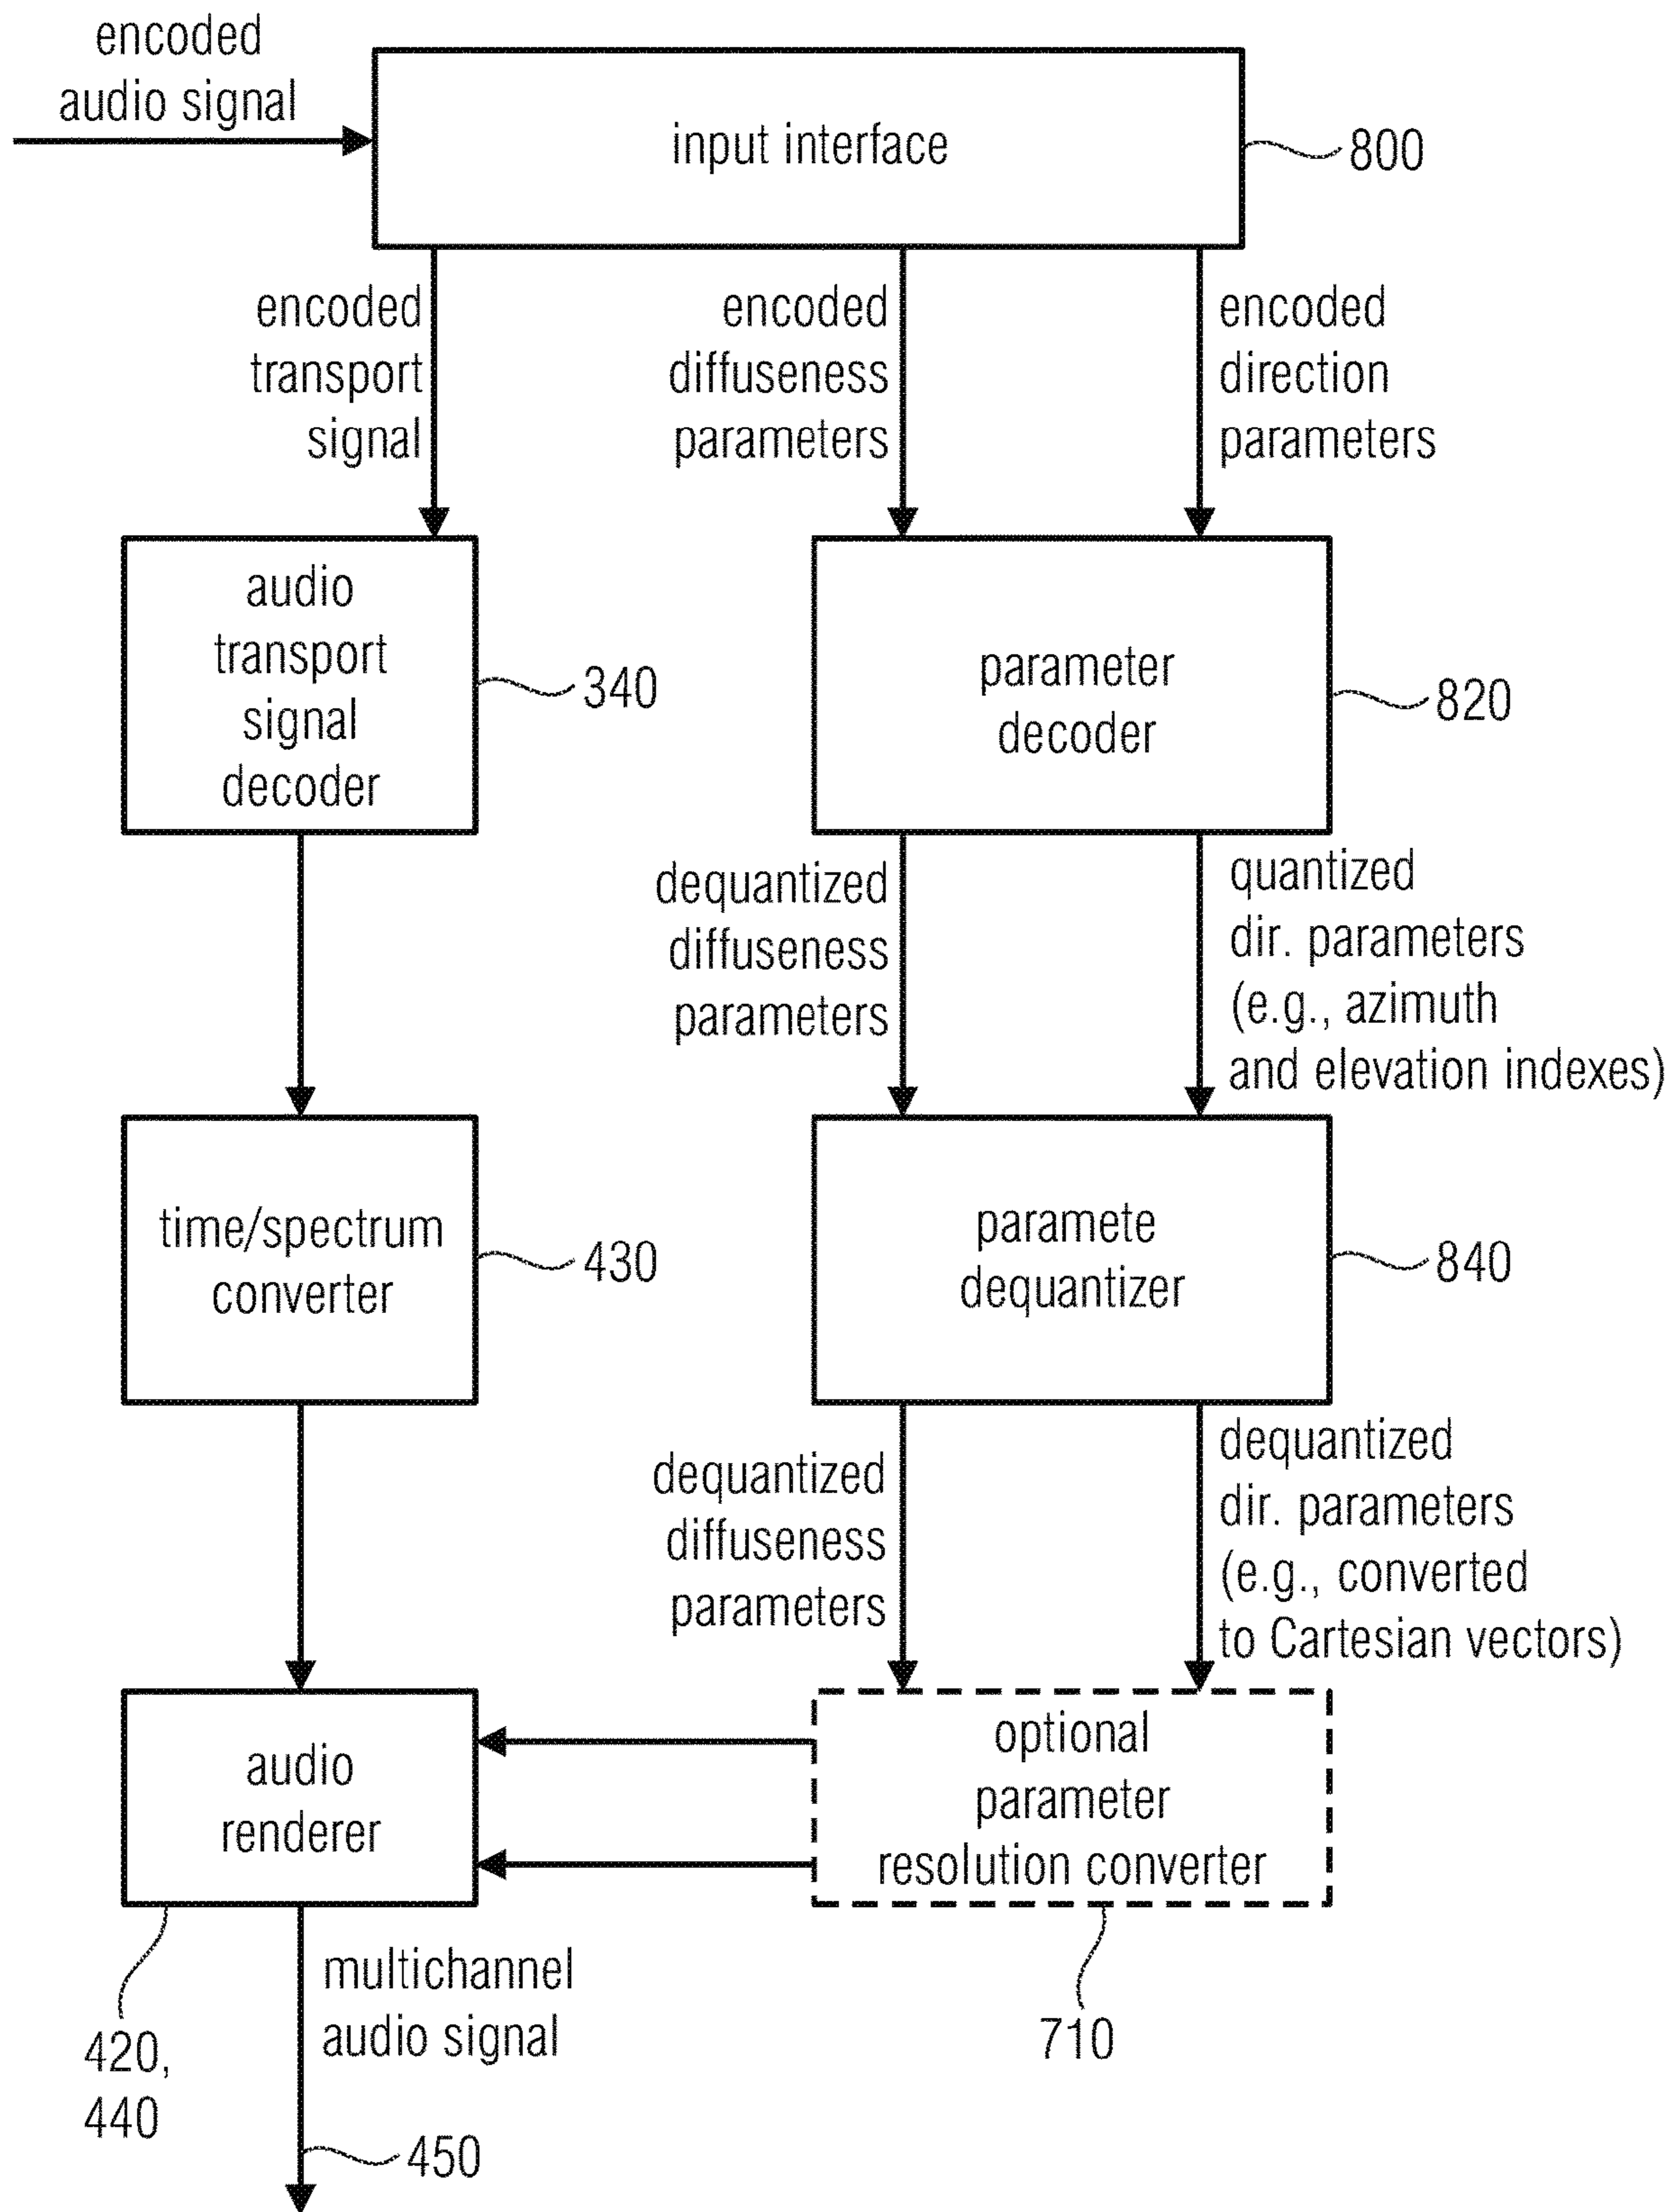 encoded
audio signal
input interface
800
encoded
transport
signal
encoded
diffuseness
parameters
encoded
direction
parameters
audio
transport
signal
decoder
340
parameter
decoder
820
dequantized
diffuseness
parameters
quantized
dir. parameters
(e.g., azimuth
and elevation indexes)
time/spectrum
converter
430
paramete
dequantizer
840
dequantized
diffuseness
parameters
dequantized
dir. parameters
(e.g., converted
to Cartesian vectors)
audio
renderer
optional
parameter
resolution converter
420,
440
multichannel
audio signal
710
450